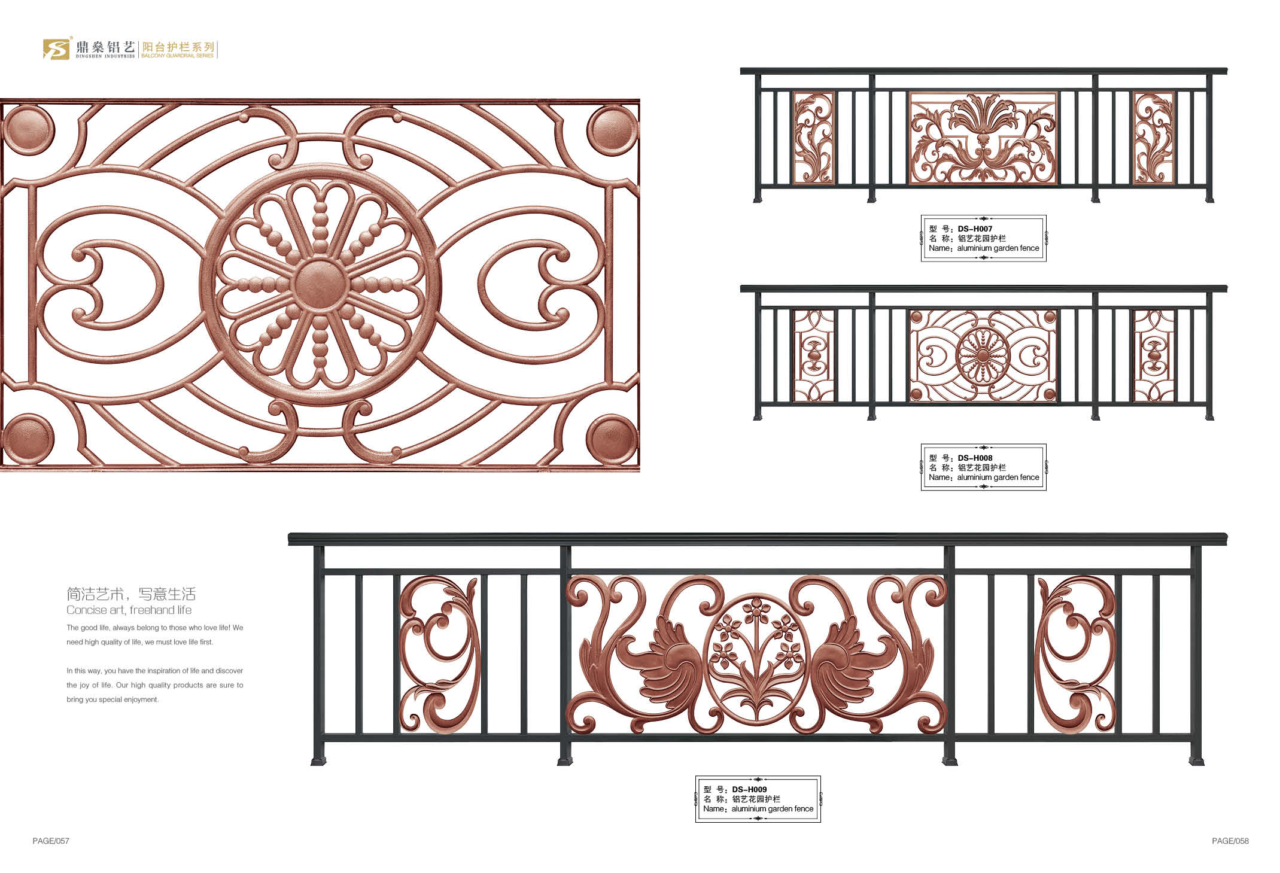 鼎燊铝艺
DINGSHEN INDUSTRIES
阳台护栏系列
BALCONY GUARDRAIL SERIES
型 号：DS-H007
名 称：铝艺花园护栏
Name：aluminium garden fence
型 号：DS-H008
名 称：铝艺花园护栏
Name：aluminium garden fence
简洁艺术，写意生活
Concise art, freehand life
The good life, always belong to those who love life! We
need high quality of life, we must love life first.
In this way, you have the inspiration of life and discover
the joy of life. Our high quality products are sure to
bring you special enjoyment.
型 号：DS-H009
名 称：铝艺花园护栏
Name：aluminium garden fence
PAGE/057
PAGE/058